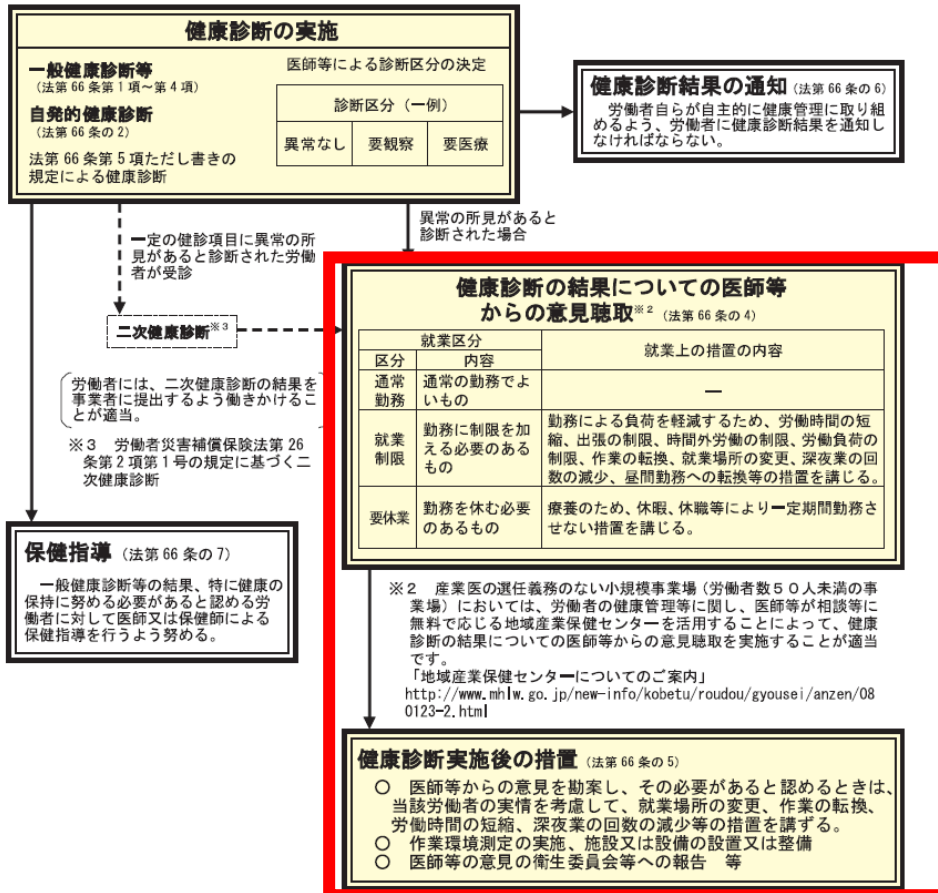 健康診断の実施
一般健康診断等
(法第66条第1項~第4項)
自発的健康診断
(法第66条の2)
法第66条第5項ただし書きの
規定による健康診断
医師等による診断区分の決定
診断区分(一例)
異常なし 要観察 要医療
健康診断結果の通知(法第66条の6)
労働者自らが自主的に健康管理に取り組
めるよう、労働者に健康診断結果を通知し
なければならない。
異常の所見があると
診断された場合
一定の健診項目に異常の所
見があると診断された労働
者が受診
二次健康診断※3
労働者には、二次健康診断の結果を
事業者に提出するよう働きかけるこ
とが適当。
※3 労働者災害補償保険法第26
条第2項第1号の規定に基づく二
次健康診断
保健指導(法第66条の7)
一般健康診断等の結果、特に健康の
保持に努める必要があると認める労
働者に対して医師又は保健師による
保健指導を行うよう努める。
健康診断の結果についての医師等
からの意見聴取※2(法第66条の4)
就業区分 就業上の措置の内容
区分 内容
通常
勤務
通常の勤務でよ
いもの
―
就業
制限
勤務に制限を加
える必要のある
もの
勤務による負荷を軽減するため、労働時間の短
縮、出張の制限、時間外労働の制限、労働負荷の
制限、作業の転換、就業場所の変更、深夜業の回
数の減少、昼間勤務への転換等の措置を講じる。
要休業
勤務を休む必要
のあるもの
療養のため、休暇、休職等により一定期間勤務さ
せない措置を講じる。
※2 産業医の選任義務のない小規模事業場(労働者数50人未満の事
業場)においては、労働者の健康管理等に関し、医師等が相談等に
無料で応じる地域産業保健センターを活用することによって、健康
診断の結果についての医師等からの意見聴取を実施することが適当
です。
「地域産業保健センターについてのご案内」
http://www.mhlw.go.jp/new-info/kobetu/roudou/gyousei/anzen/08
0123-2.html
健康診断実施後の措置(法第66条の5)
○ 医師等からの意見を勘案し、その必要があると認めるときは、
当該労働者の実情を考慮して、就業場所の変更、作業の転換、
労働時間の短縮、深夜業の回数の減少等の措置を講ずる。
○ 作業環境測定の実施、施設又は設備の設置又は整備
○ 医師等の意見の衛生委員会等への報告 等